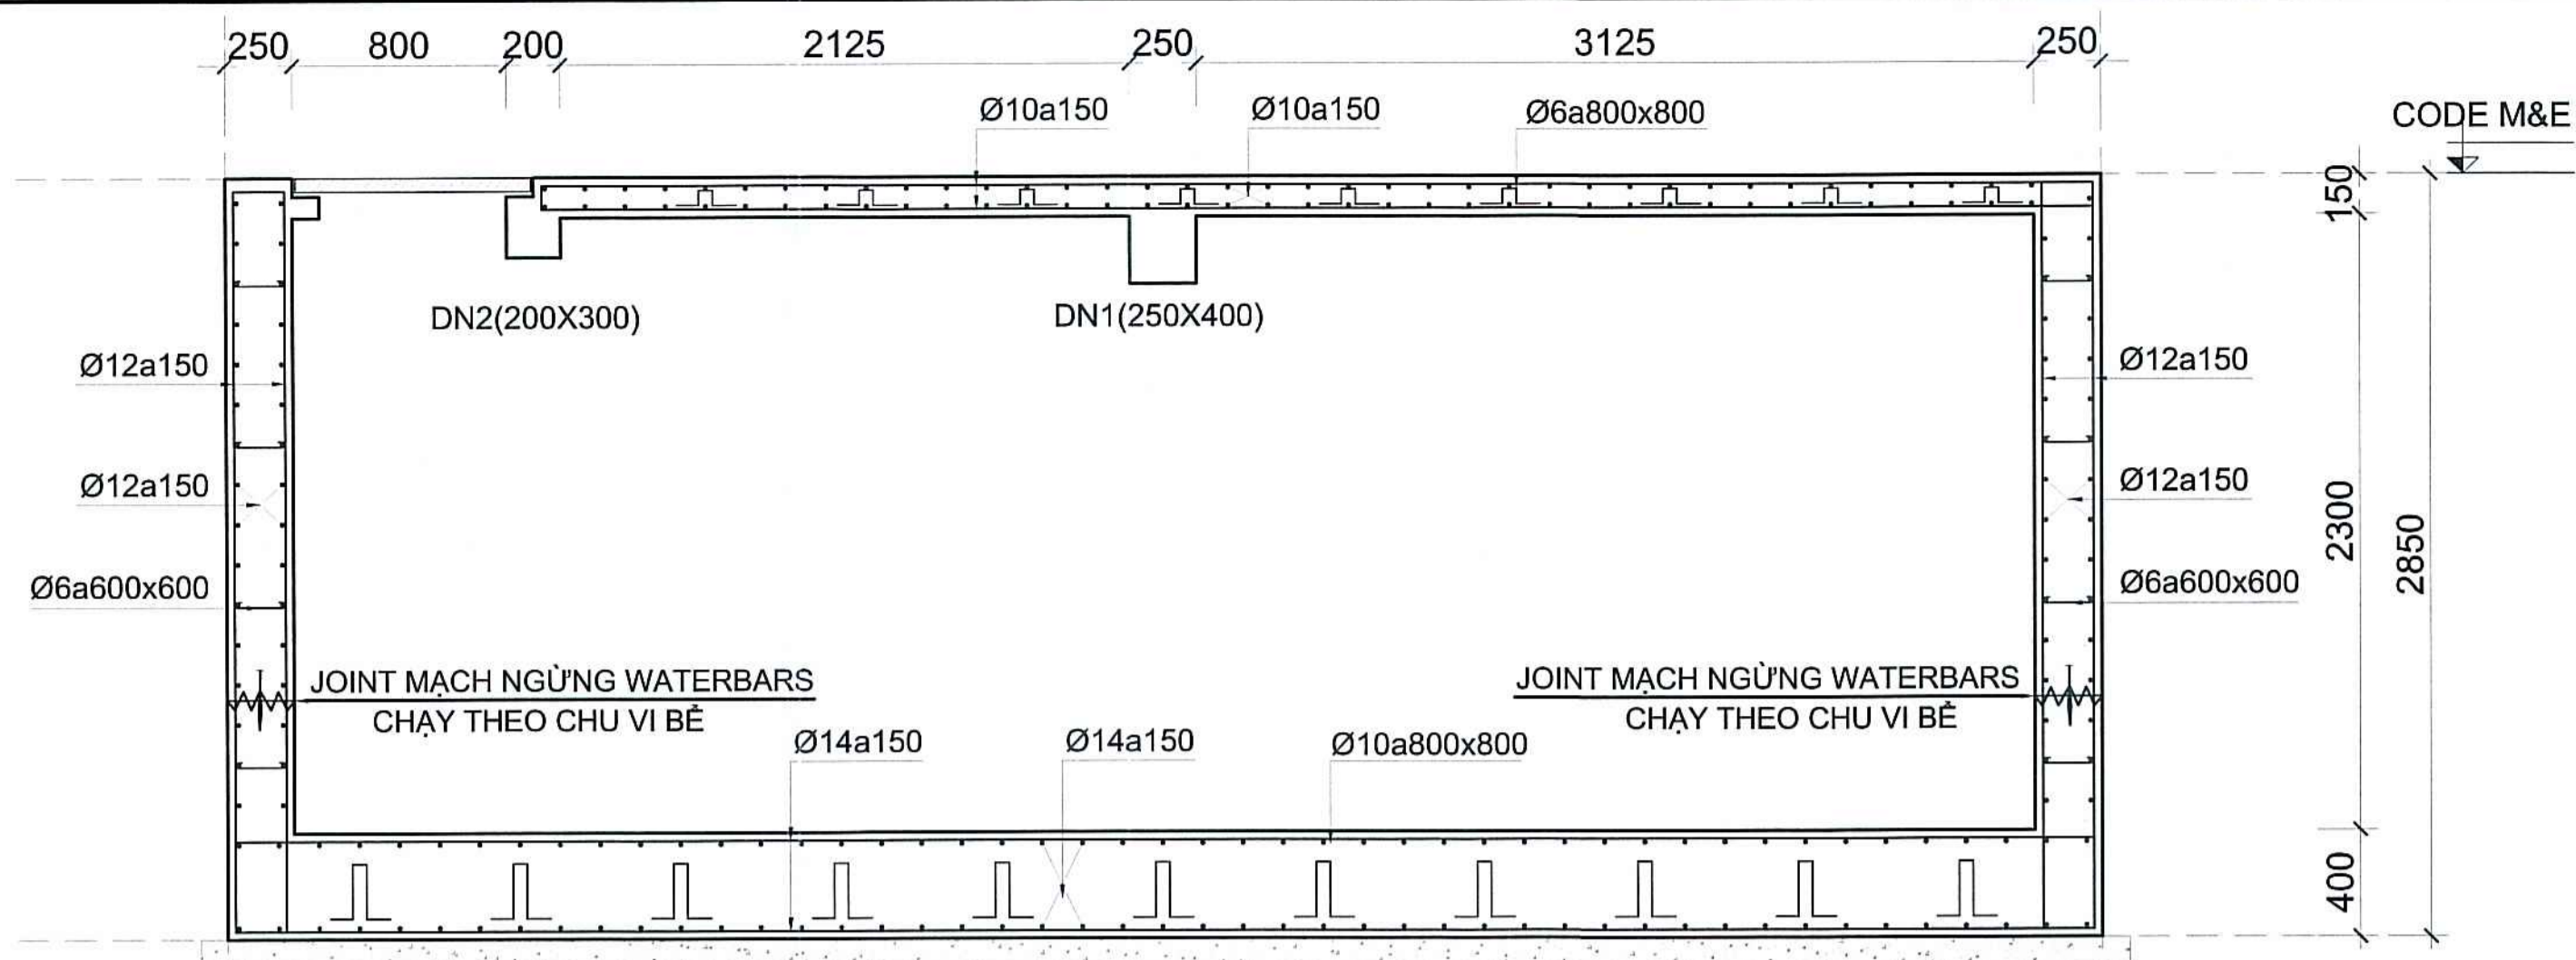 250 800 200 2125 250 3125 250
Ø10a150 Ø10a150 Ø6a800x800
CODE M&E
150
DN2(200X300) DN1(250X400)
Ø12a150 Ø12a150
Ø12a150 Ø12a150
2300
2850
Ø6a600x600 Ø6a600x600
JOINT MẠCH NGỪNG WATERBARS
CHẠY THEO CHU VI BỂ
JOINT MẠCH NGỪNG WATERBARS
CHẠY THEO CHU VI BỂ
Ø14a150 Ø14a150 Ø10a800x800
400